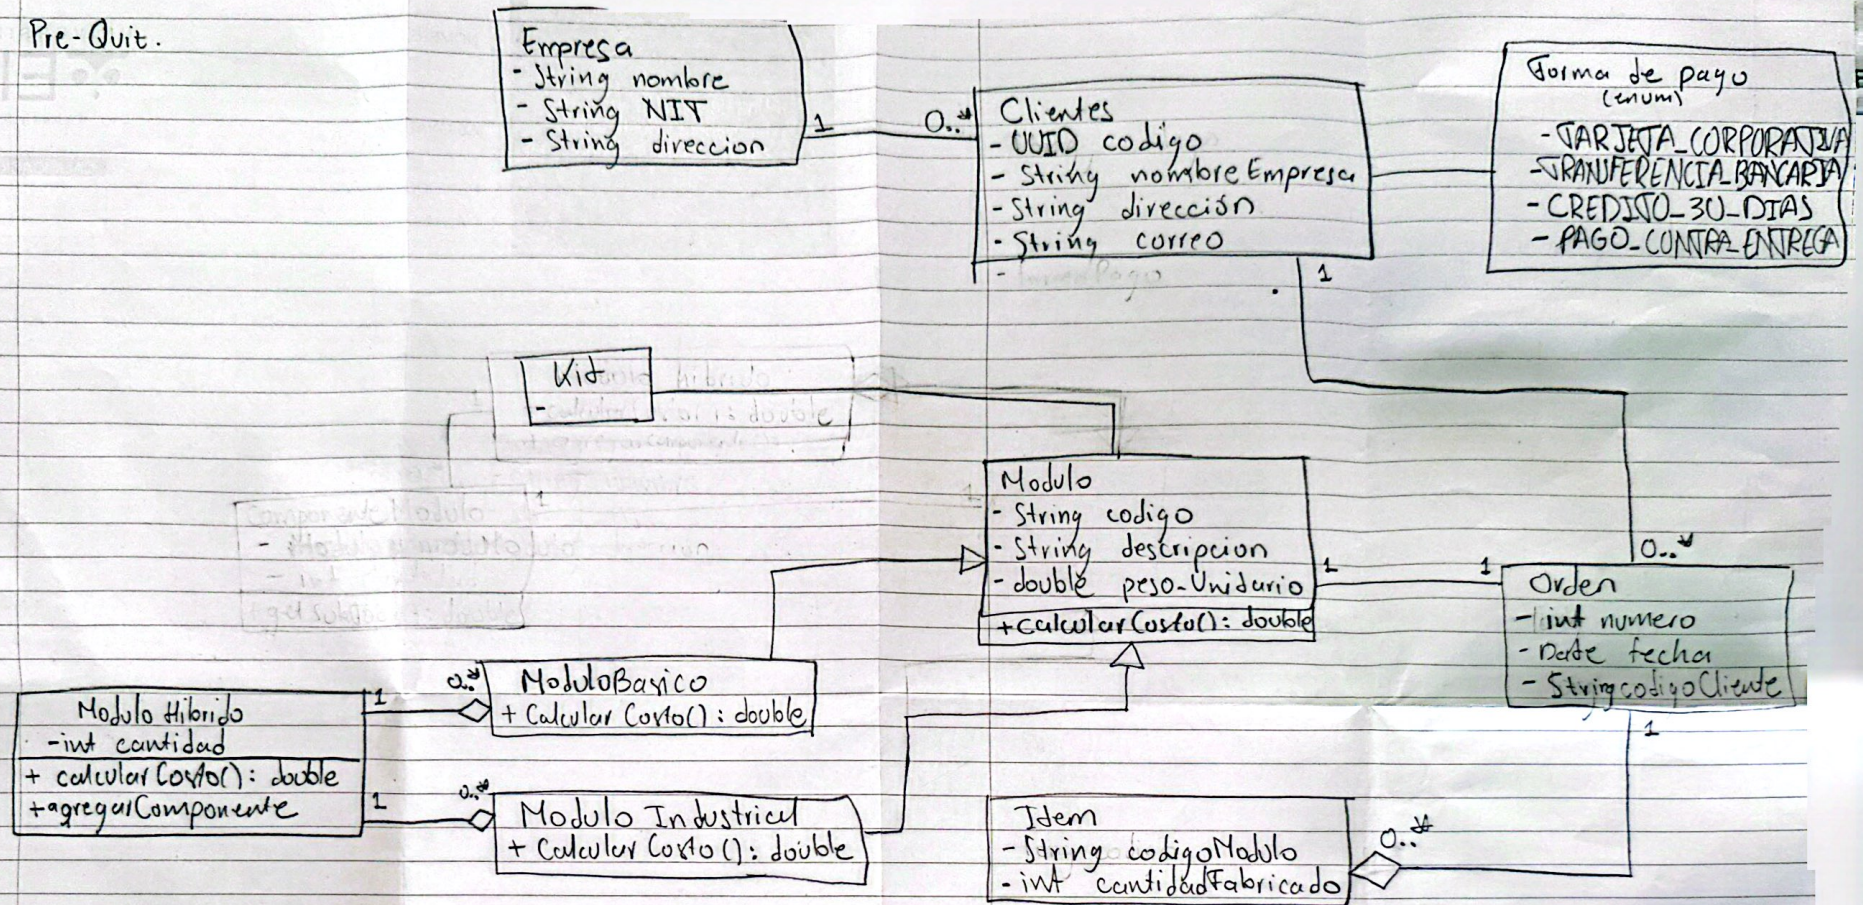 Pre-Quit.
Empresa
- String nombre
- String NIT
- String direccion
1
0..*
Clientes
- UUID codigo
- String nombreEmpresa
- String dirección
- String correo
-
1
Forma de pago
(enum)
- TARJETA_CORPORATIVA
- TRANSFERENCIA_BANCARIA
- CREDITO_30_DIAS
- PAGO_CONTRA_ENTREGA
Kit
-
Modulo
- String codigo
- String descripcion
- double peso_Unitario
+ calcularCosto(): double
1
1
0..*
Orden
- int numero
- Date fecha
- String codigoCliente
1
Modulo Hibrido
- int cantidad
+ calcularCosto(): double
+ agregarComponente
1
0..*
1
0..*
ModuloBasico
+ Calcular Costo(): double
Modulo Industrial
+ Calcular Costo(): double
Item
- String codigoModulo
- int cantidadFabricado
0..*